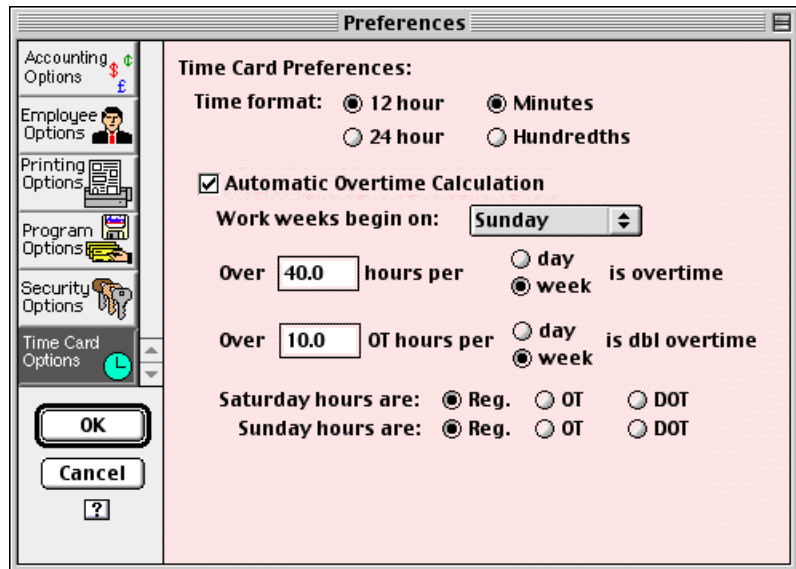 Preferences
Accounting
Options
$ ¢
£
Employee
Options
Printing
Options
Program
Options
Security
Options
Time Card
Options
OK
Cancel
?
Time Card Preferences:
Time format: 12 hour Minutes
24 hour Hundredths
Automatic Overtime Calculation
Work weeks begin on: Sunday
Over 40.0 hours per day
week is overtime
Over 10.0 OT hours per day
week is dbl overtime
Saturday hours are: Reg. OT DOT
Sunday hours are: Reg. OT DOT